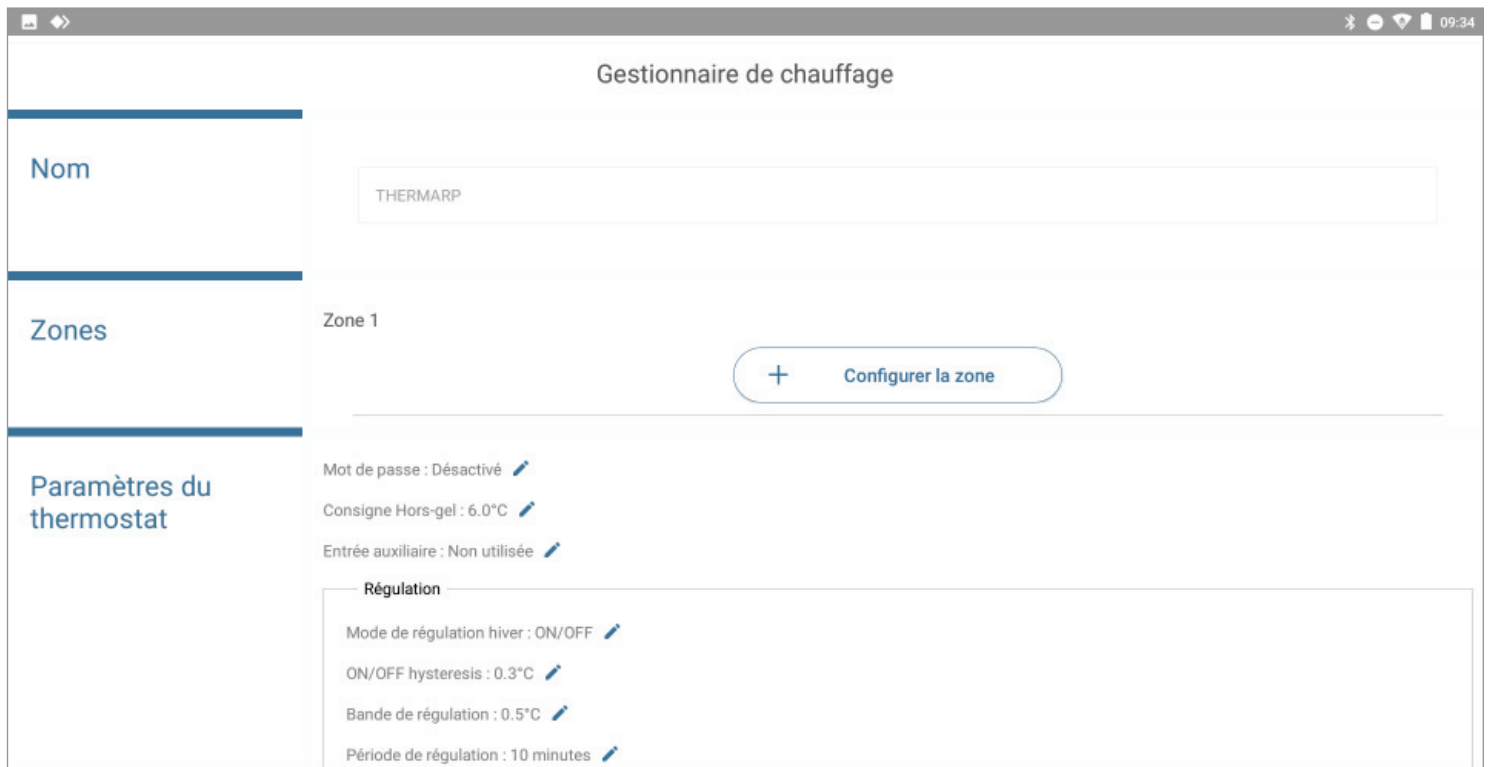 09:34
Gestionnaire de chauffage
Nom
THERMARP
Zones
Zone 1
+ Configurer la zone
Paramètres du
thermostat
Mot de passe : Désactivé
Consigne Hors-gel : 6.0°C
Entrée auxiliaire : Non utilisée
Régulation
Mode de régulation hiver : ON/OFF
ON/OFF hysteresis : 0.3°C
Bande de régulation : 0.5°C
Période de régulation : 10 minutes